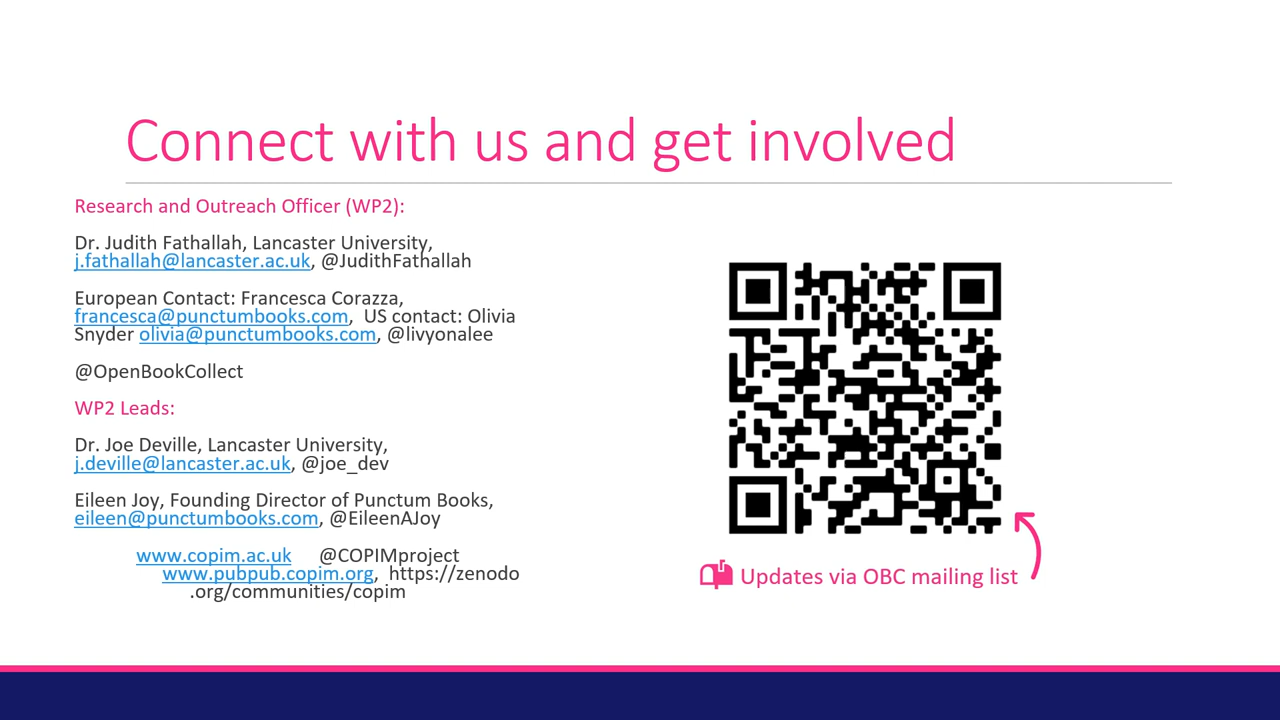 Connect with us and get involved
Research and Outreach Officer (WP2):
Dr. Judith Fathallah, Lancaster University,
j.fathallah@lancaster.ac.uk, @JudithFathallah
European Contact: Francesca Corazza,
francesca@punctumbooks.com, US contact: Olivia
Snyder olivia@punctumbooks.com, @livyonalee
@OpenBookCollect
WP2 Leads:
Dr. Joe Deville, Lancaster University,
j.deville@lancaster.ac.uk, @joe_dev
Eileen Joy, Founding Director of Punctum Books,
eileen@punctumbooks.com, @EileenAJoy
www.copim.ac.uk @COPIMproject
www.pubpub.copim.org, https://zenodo
.org/communities/copim
Updates via OBC mailing list